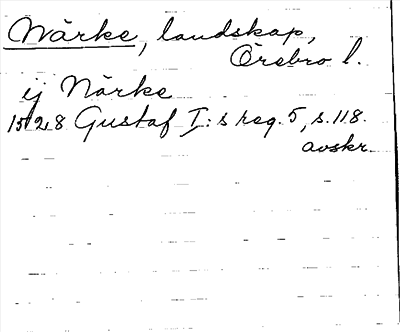 Närke, landskap,
Örebro l.
ij Närke
1528 Gustaf I:s reg. 5, s. 118.
avskr.